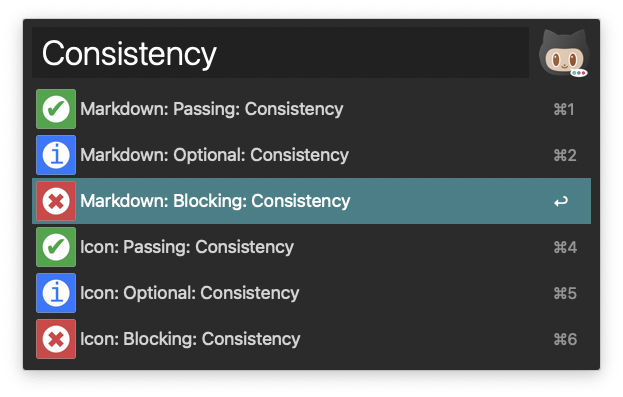 Consistency
Markdown: Passing: Consistency ⌘1
Markdown: Optional: Consistency ⌘2
Markdown: Blocking: Consistency ↩
Icon: Passing: Consistency ⌘4
Icon: Optional: Consistency ⌘5
Icon: Blocking: Consistency ⌘6